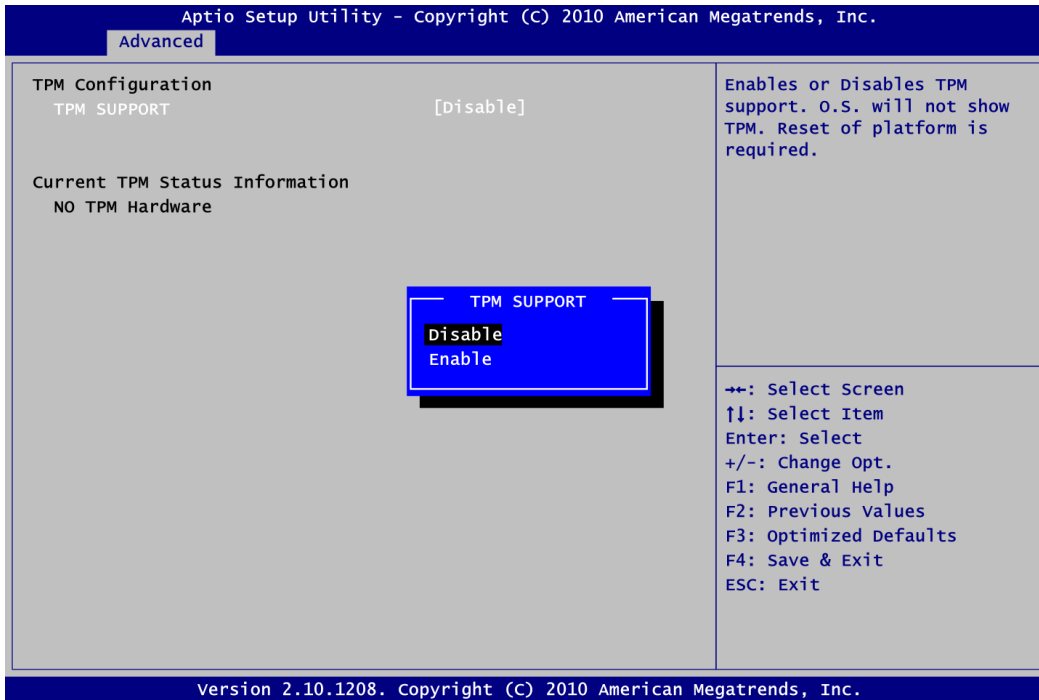 Aptio Setup Utility - Copyright (C) 2010 American Megatrends, Inc.
Advanced
TPM Configuration
TPM SUPPORT [Disable]
Current TPM Status Information
NO TPM Hardware
TPM SUPPORT
Disable
Enable
Enables or Disables TPM
support. O.S. will not show
TPM. Reset of platform is
required.
→←: Select Screen
↑↓: Select Item
Enter: Select
+/-: Change Opt.
F1: General Help
F2: Previous Values
F3: Optimized Defaults
F4: Save & Exit
ESC: Exit
Version 2.10.1208. Copyright (C) 2010 American Megatrends, Inc.